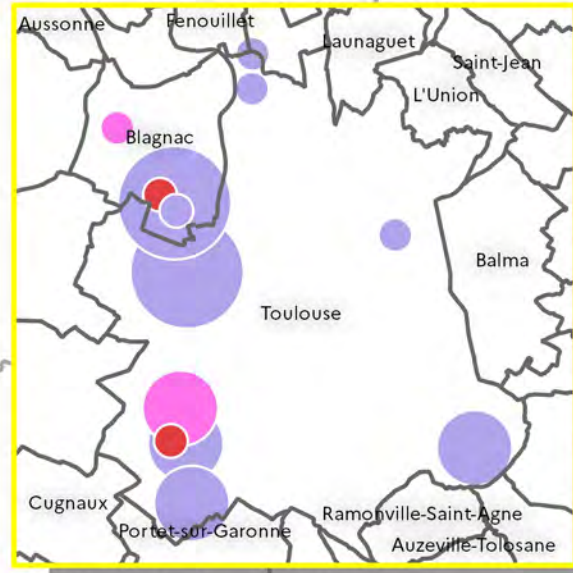 Aussonne
Fenouillet
Launaguet
Saint-Jean
L'Union
Blagnac
Balma
Toulouse
Cugnaux
Portet-sur-Garonne
Ramonville-Saint-Agne
Auzeville-Tolosane